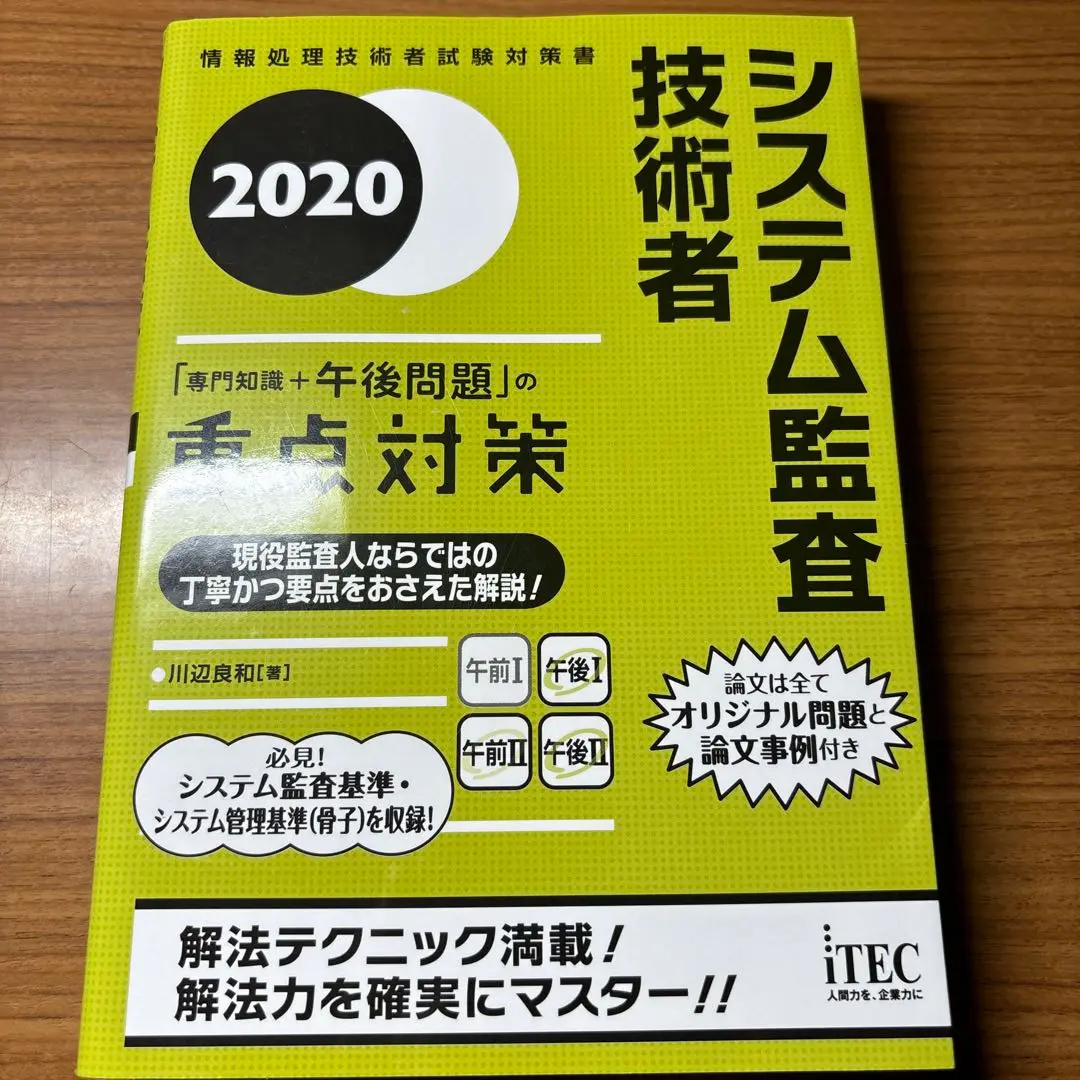 情報処理技術者試験対策書
システム監査
技術者
2020
「専門知識+午後問題」の
重点対策
現役監査人ならではの
丁寧かつ要点をおさえた解説!
川辺良和[著]
午前I
午後I
午前II
午後II
論文は全て
オリジナル問題と
論文事例付き
必見!
システム監査基準・
システム管理基準(骨子)を収録!
解法テクニック満載!
解法力を確実にマスター!!
iTEC
人間力を、企業力に